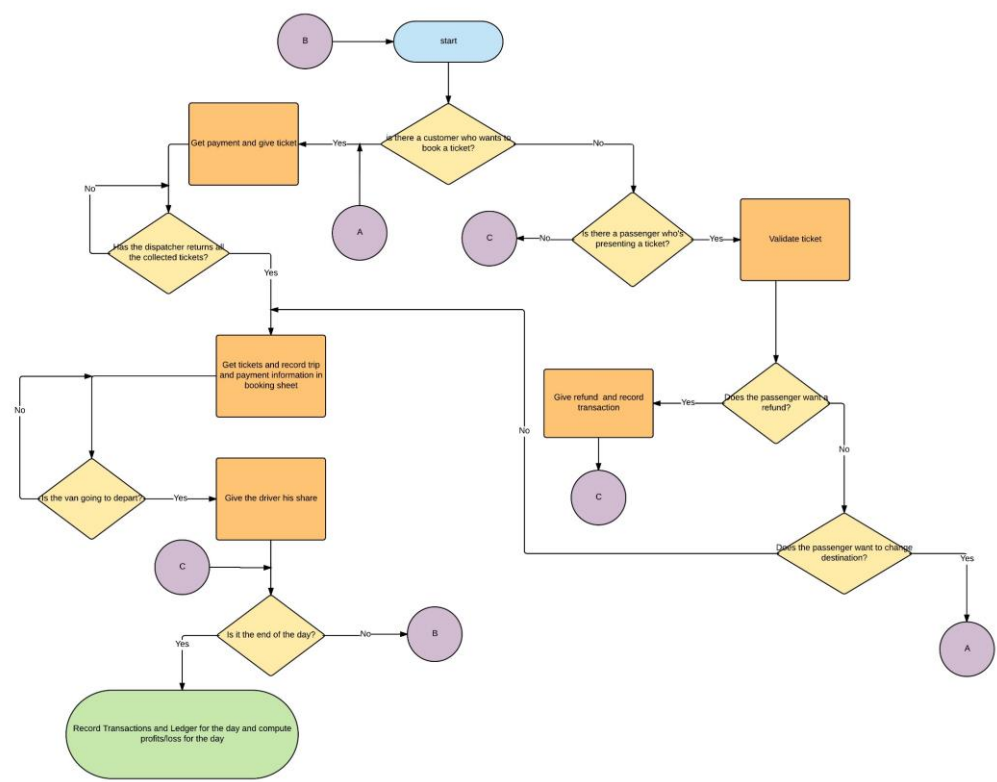 B
start
is there a customer who wants to
book a ticket?
Yes
No
Get payment and give ticket
No
A
C
No
Is there a passenger who's
presenting a ticket?
Yes
Validate ticket
Has the dispatcher returns all
the collected tickets?
Yes
Get tickets and record trip
and payment information in
booking sheet
No
Give refund and record
transaction
Yes
Does the passenger want a
refund?
No
No
C
Is the van going to depart?
Yes
Give the driver his share
C
Does the passenger want to change
destination?
Yes
A
Is it the end of the day?
No
B
Yes
Record Transactions and Ledger for the day and compute
profits/loss for the day